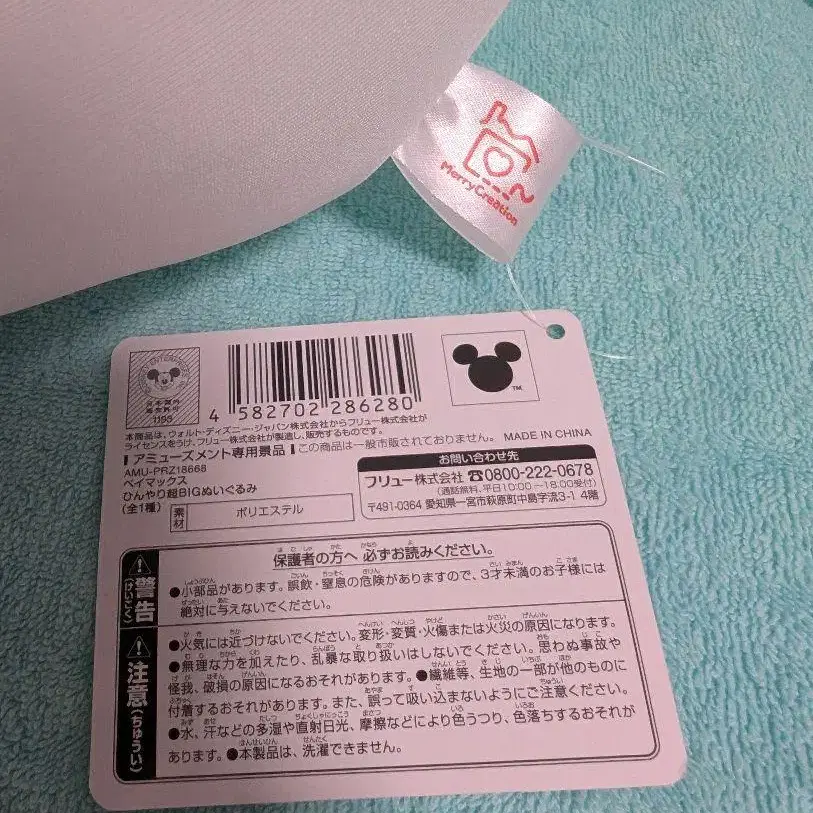 MerryCreation
4 582702 286280
TM
1193
本商品は、ウォルト・ディズニー・ジャパン株式会社からフリュー株式会社が
ライセンスをうけ、フリュー株式会社が製造し、販売するものです。
アミューズメント専用景品 この商品は一般市販されておりません。 MADE IN CHINA
AMU-PRZ18668
ベイマックス
ひんやり超BIGぬいぐるみ
(全1種)
素材 ポリエステル
お問い合わせ先
フリュー株式会社 ☎0800-222-0678
(通話無料、平日10:00~18:00受付)
〒491-0364 愛知県一宮市萩原町中島字流3-1 4階
警告(けいこく)
保護者の方へ 必ずお読みください。
●小部品があります。誤飲・窒息の危険がありますので、3才未満のお子様には
絶対に与えないでください。
注意(ちゅうい)
●火気には近づけないでください。変形・変質・火傷または火災の原因になります。
●無理な力を加えたり、乱暴な取り扱いはしないでください。思わぬ事故や
怪我、破損の原因になるおそれがあります。●繊維等、生地の一部が他のものに
付着するおそれがあります。また、誤って吸い込まないようにご注意ください。
●水、汗などの多湿や直射日光、摩擦などにより色うつり、色落ちするおそれが
あります。●本製品は、洗濯できません。